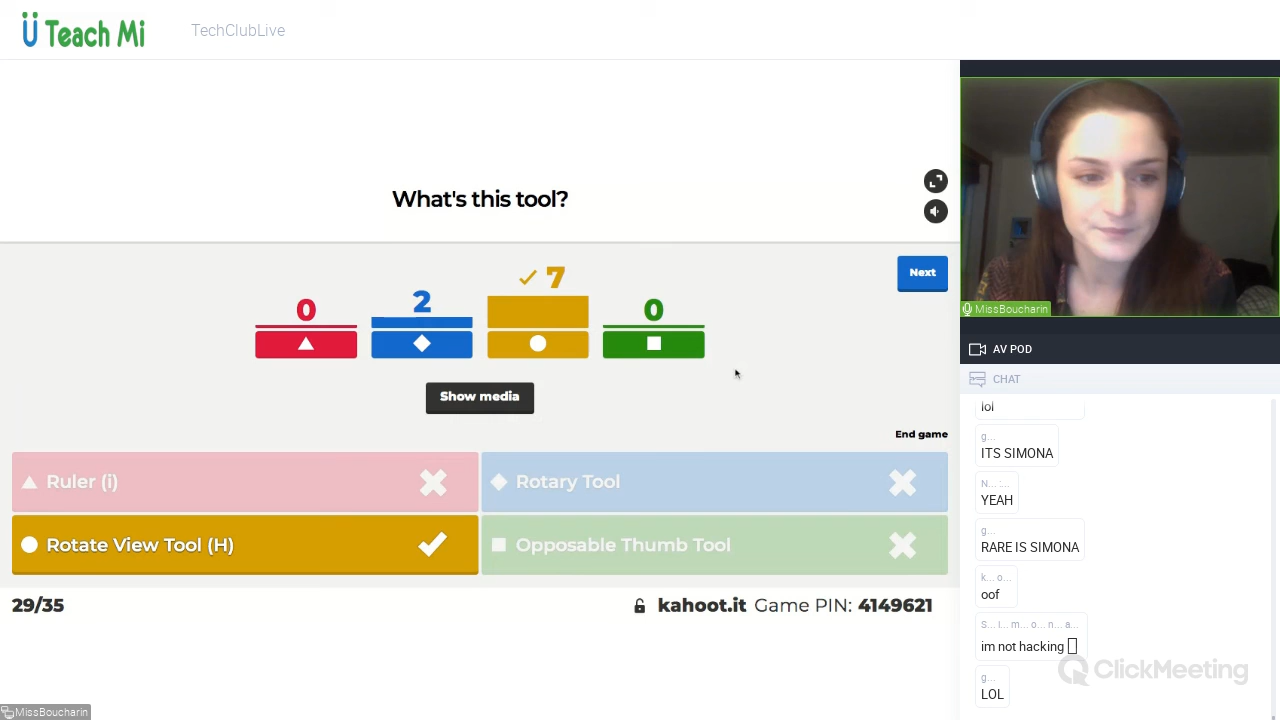 Ü Teach Mi
TechClubLive
What's this tool?
Next
0
2
7
0
Show media
End game
Ruler (i)
Rotary Tool
Rotate View Tool (H)
Opposable Thumb Tool
29/35
kahoot.it Game PIN: 4149621
MissBoucharin
MissBoucharin
AV POD
CHAT
lol
g...
ITS SIMONA
N... :...
YEAH
g...
RARE IS SIMONA
k... o...
oof
S... i... m... o... n... a...
im not hacking
g...
LOL
ClickMeeting